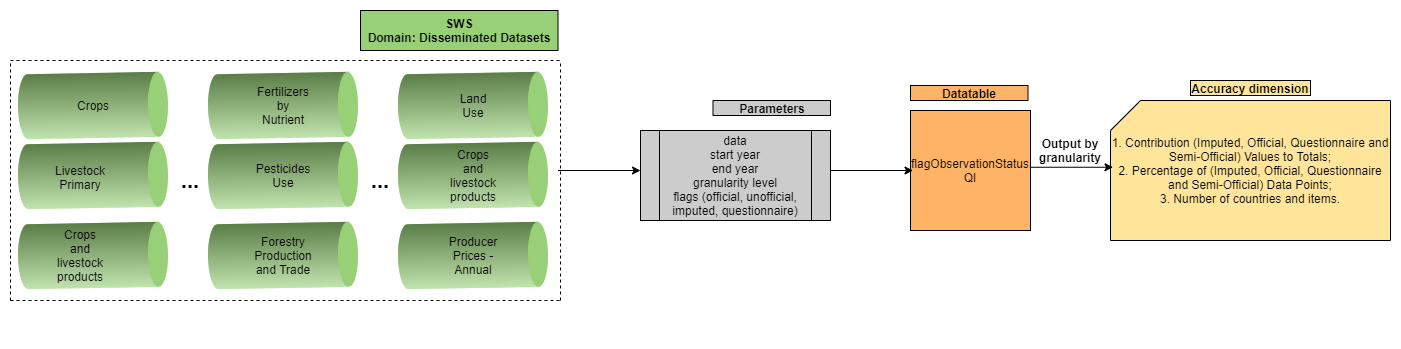 SWS
Domain: Disseminated Datasets
Crops
Fertilizers
by
Nutrient
Land
Use
Livestock
Primary
...
Pesticides
Use
...
Crops
and
livestock
products
Crops
and
livestock
products
Forestry
Production
and Trade
Producer
Prices -
Annual
Parameters
data
start year
end year
granularity level
flags (official, unofficial,
imputed, questionnaire)
Datatable
flagObservationStatus
QI
Output by
granularity
Accuracy dimension
1. Contribution (Imputed, Official, Questionnaire and
Semi-Official) Values to Totals;
2. Percentage of (Imputed, Official, Questionnaire
and Semi-Official) Data Points;
3. Number of countries and items.